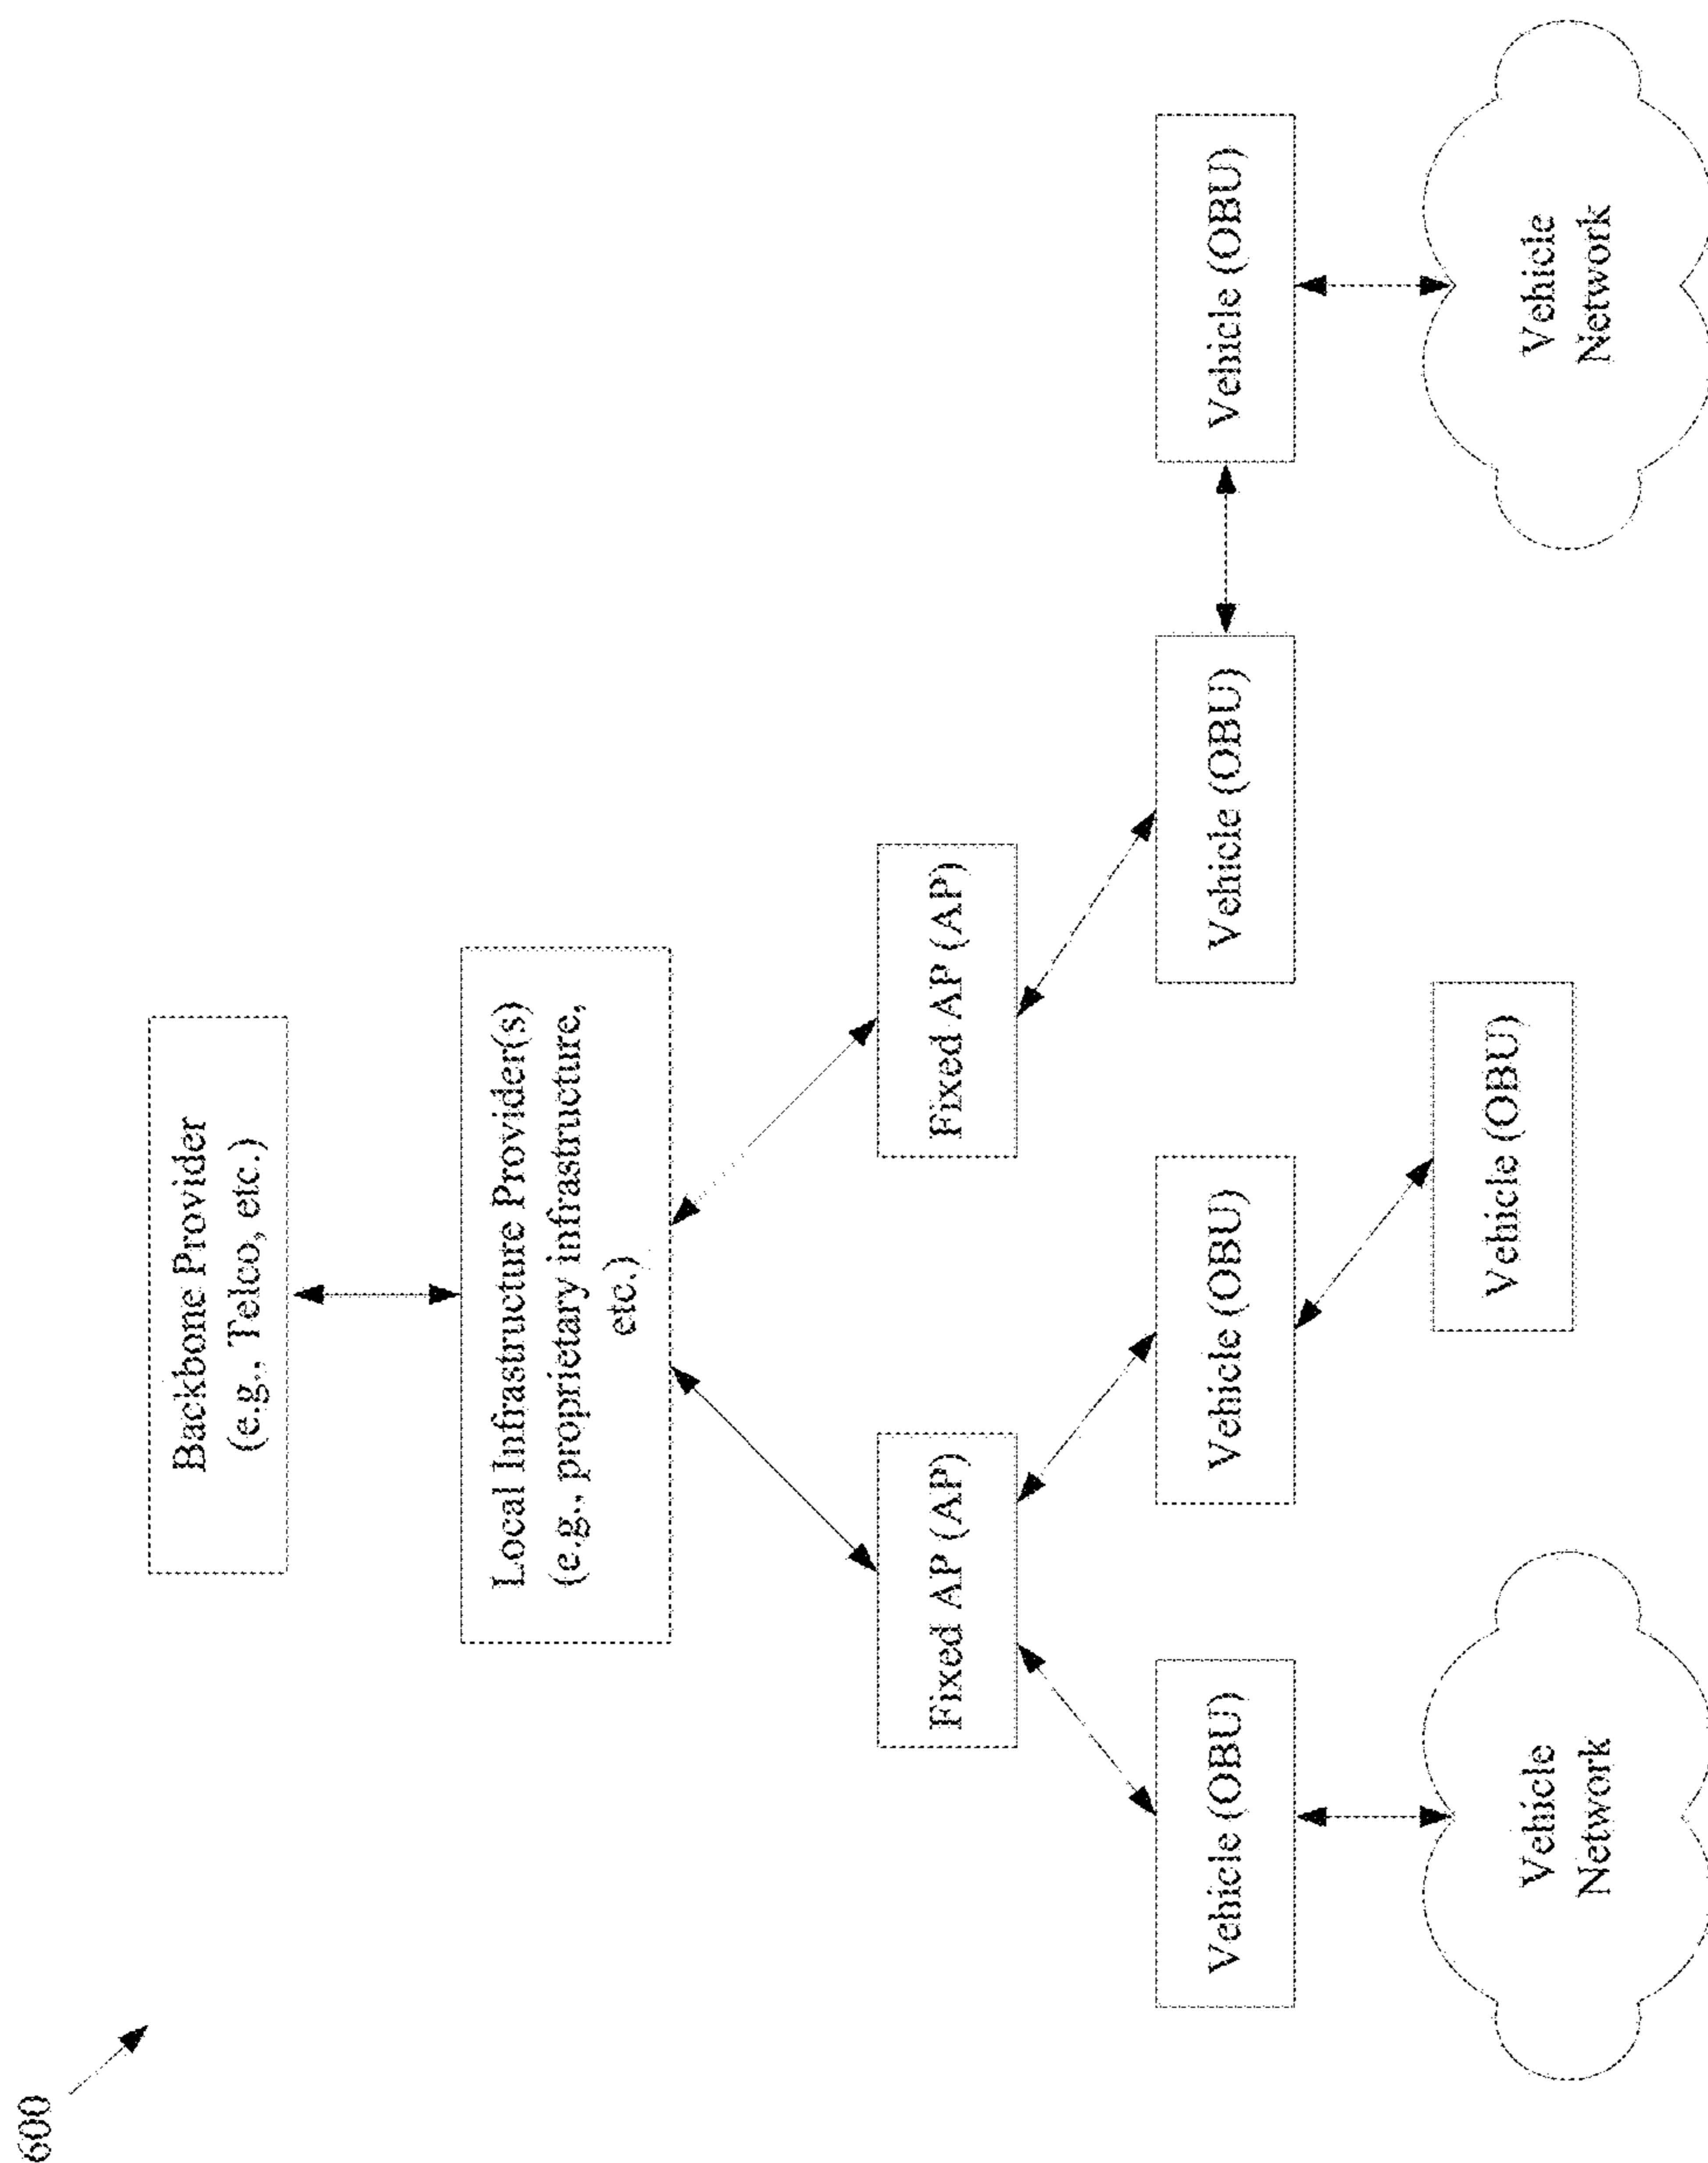 600
Backbone Provider
(e.g., Telco, etc.)
Local Infrastructure Provider(s)
(e.g., proprietary infrastructure,
etc.)
Fixed AP (AP)
Fixed AP (AP)
Vehicle (OBU)
Vehicle (OBU)
Vehicle (OBU)
Vehicle (OBU)
Vehicle
Network
Vehicle (OBU)
Vehicle
Network